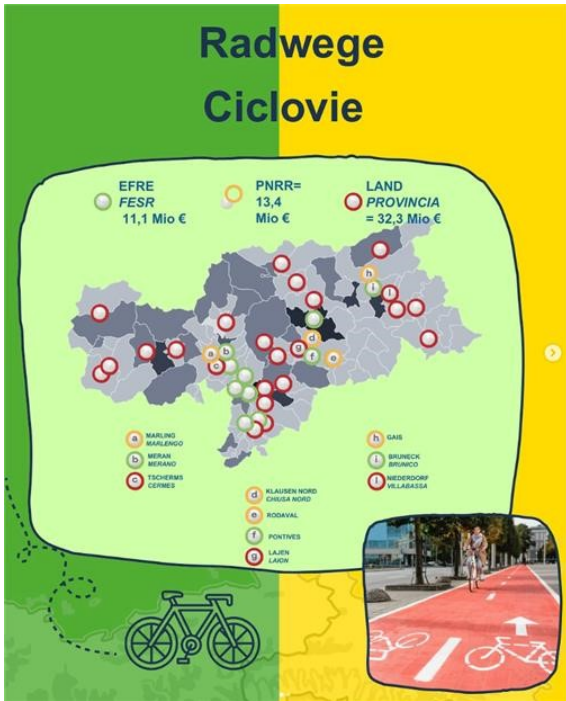 Radwege
Ciclovie
EFRE
FESR
11,1 Mio €
PNRR=
13,4
Mio €
LAND
PROVINCIA
= 32,3 Mio €
h
i
i
a
b
c
d
g
f
e
a MARLING
MARLENGO
b MERAN
MERANO
c TSCHERMS
CERMES
d KLAUSEN NORD
CHIUSA NORD
e RODAVAL
f PONTIVES
g LAJEN
LAION
h GAIS
i BRUNECK
BRUNICO
NIEDERDORF
VILLABASSA